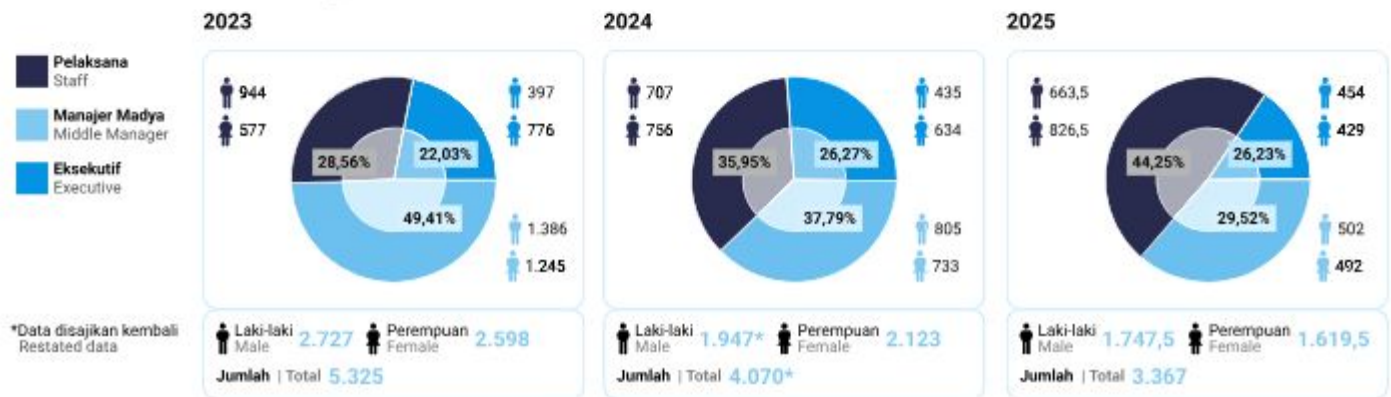 2023
2024
2025
Pelaksana
Staff
Manajer Madya
Middle Manager
Eksekutif
Executive
944
577
397
776
28,56%
22,03%
49,41%
1.386
1.245
707
756
435
634
35,95%
26,27%
37,79%
805
733
663,5
826,5
454
429
44,25%
26,23%
29,52%
502
492
*Data disajikan kembali
Restated data
Laki-laki
Male
2.727
Perempuan
Female
2.598
Jumlah | Total 5.325
Laki-laki
Male
1.947*
Perempuan
Female
2.123
Jumlah | Total 4.070*
Laki-laki
Male
1.747,5
Perempuan
Female
1.619,5
Jumlah | Total 3.367